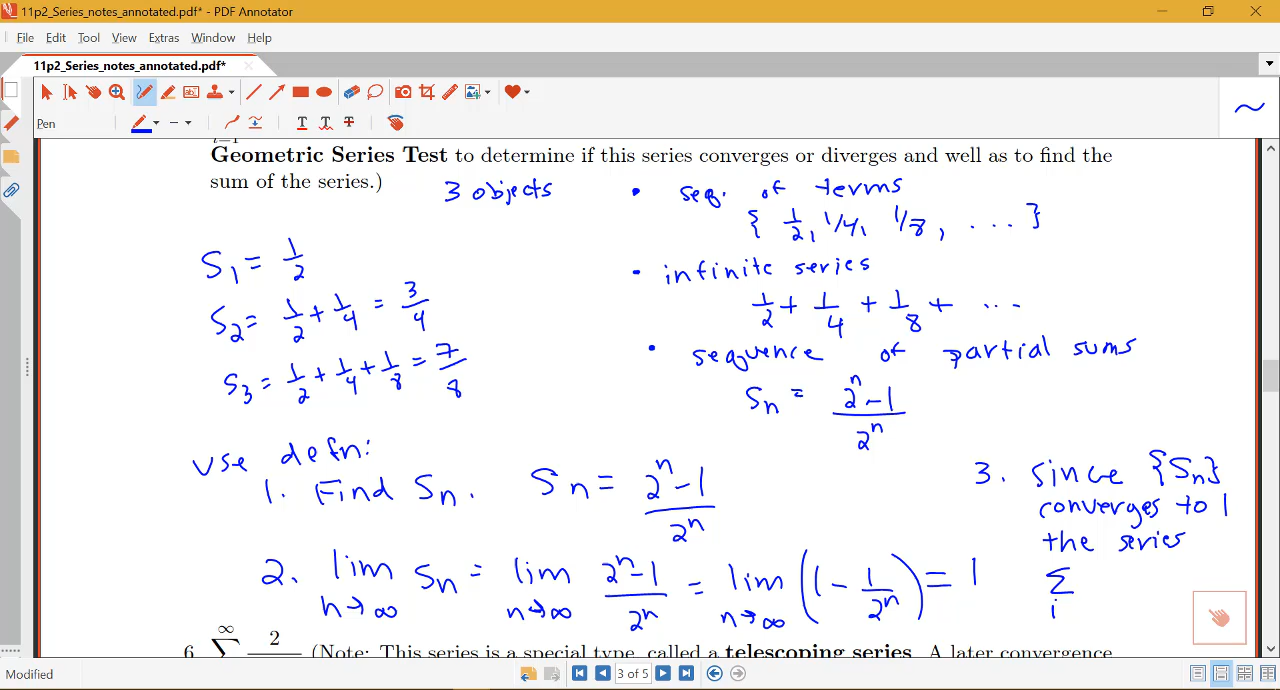 11p2_Series_notes_annotated.pdf* - PDF Annotator
File Edit Tool View Extras Window Help
11p2_Series_notes_annotated.pdf*
Pen
Geometric Series Test to determine if this series converges or diverges and well as to find the
sum of the series.)
3 objects
• seq. of terms
{ 1/2, 1/4, 1/8, ... }
• infinite series
1/2 + 1/4 + 1/8 + ...
• sequence of partial sums
Sn = (2^n - 1)/2^n
S1 = 1/2
S2 = 1/2 + 1/4 = 3/4
S3 = 1/2 + 1/4 + 1/8 = 7/8
use defn:
1. Find Sn. Sn = (2^n - 1)/2^n
2. lim n→∞ Sn = lim n→∞ (2^n - 1)/2^n = lim n→∞ (1 - 1/2^n) = 1
3. Since {Sn}
converges to 1
the series
Σ i
6. ∑ ∞ 2 (Note: This series is a special type, called a telescoping series. A later convergence
Modified
3 of 5